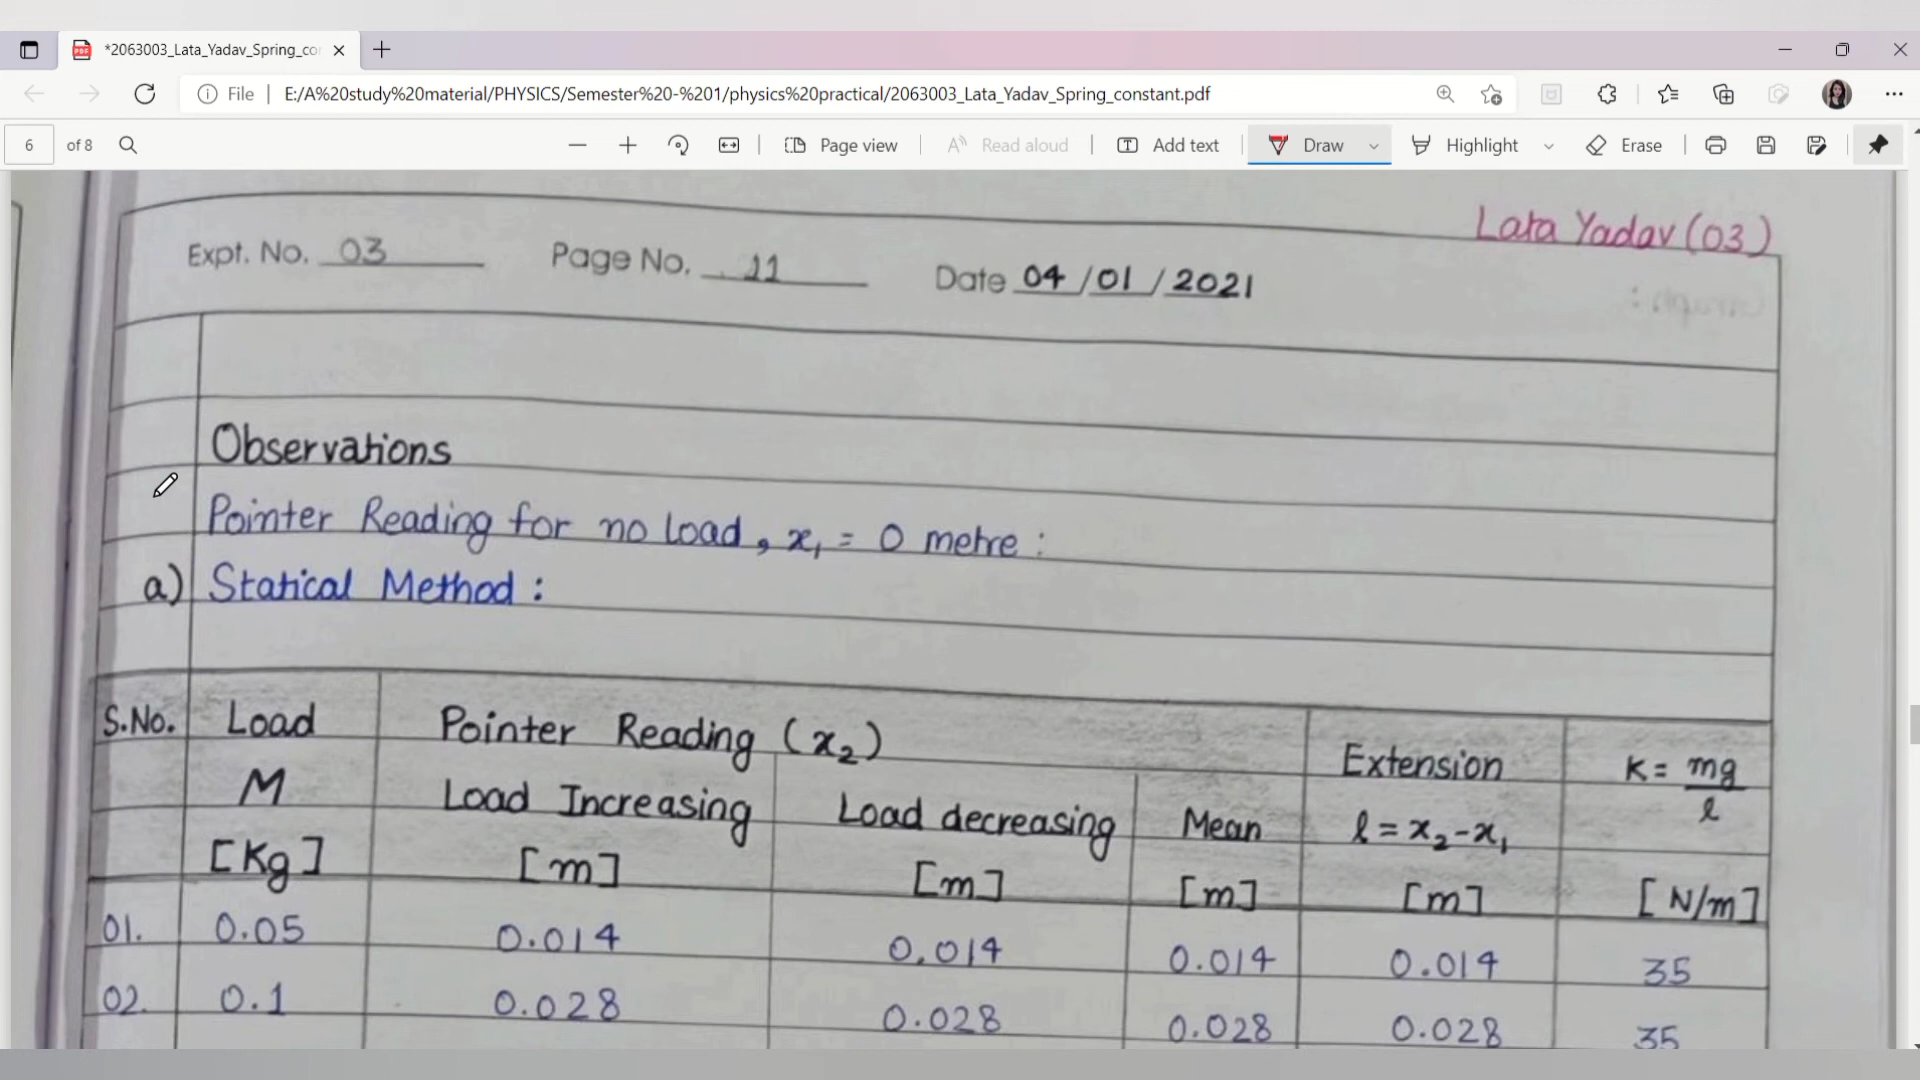 *2063003_Lata_Yadav_Spring_co
File E:/A%20study%20material/PHYSICS/Semester%20-%201/physics%20practical/2063003_Lata_Yadav_Spring_constant.pdf
6 of 8 Page view Read aloud Add text Draw Highlight Erase
Lata Yadav (03)
Expt. No. 03 Page No. 11 Date 04/01/2021
Observations
Pointer Reading for no load, x₁ = 0 metre :
a) Statical Method :
S.No. Load Pointer Reading (x₂) Extension K = mg/l
M Load Increasing Load decreasing Mean l = x₂-x₁
[Kg] [m] [m] [m] [m] [N/m]
01. 0.05 0.014 0.014 0.014 0.014 35
02. 0.1 0.028 0.028 0.028 0.028 35